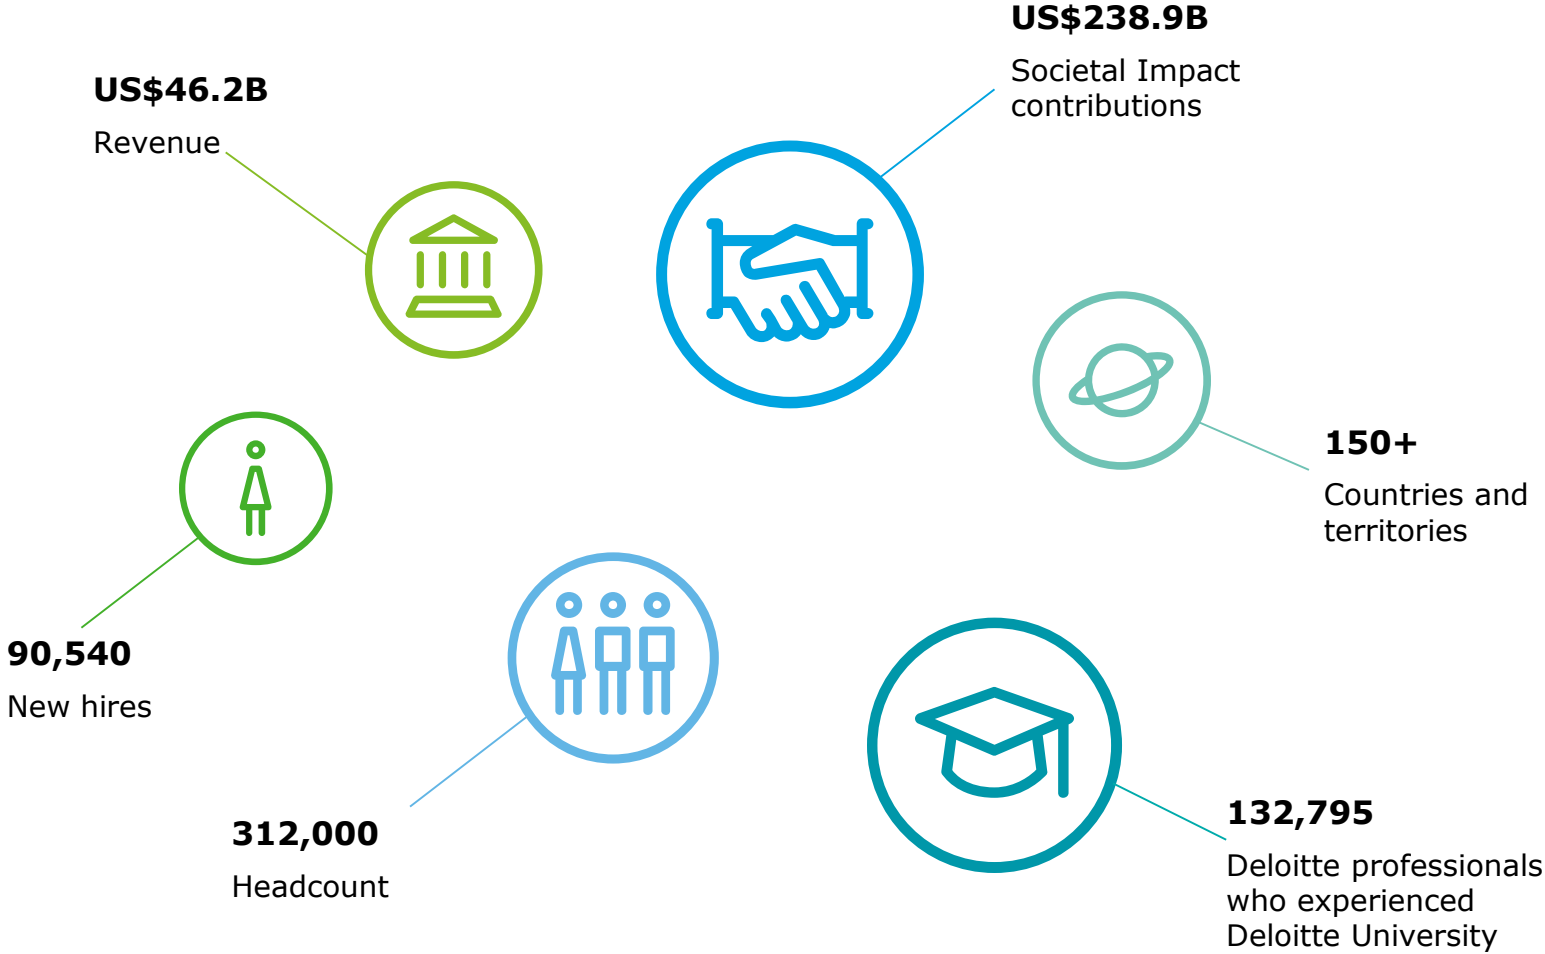 US$238.9B
Societal Impact
contributions
US$46.2B
Revenue
150+
Countries and
territories
90,540
New hires
312,000
Headcount
132,795
Deloitte professionals
who experienced
Deloitte University